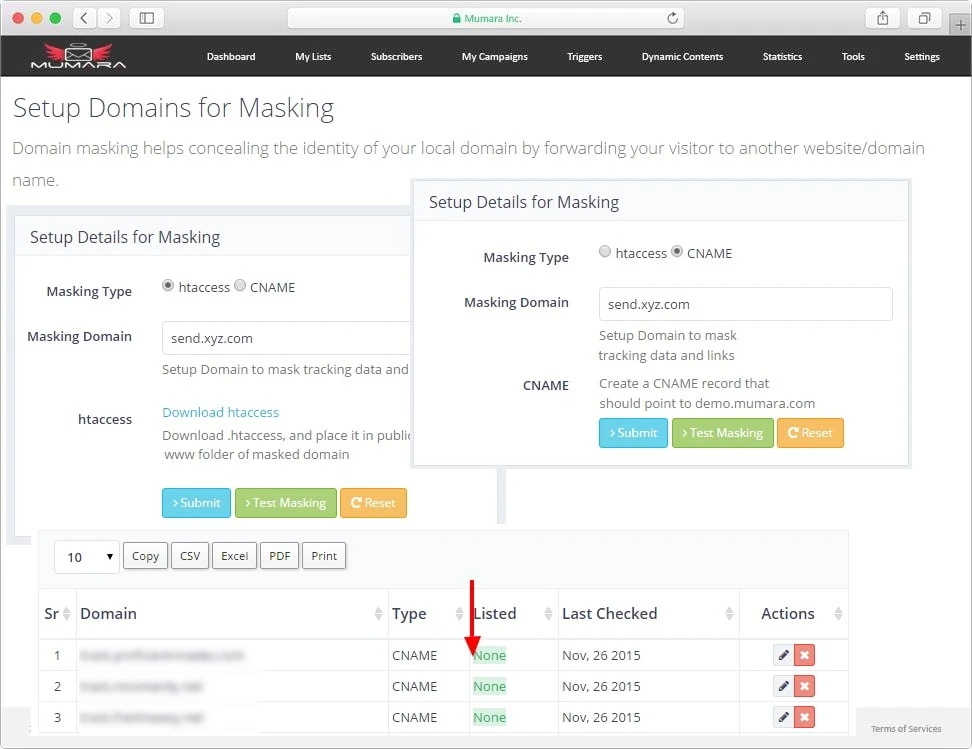 Mumara Inc.
MUMARA
Dashboard My Lists Subscribers My Campaigns Triggers Dynamic Contents Statistics Tools Settings
Setup Domains for Masking
Domain masking helps concealing the identity of your local domain by forwarding your visitor to another website/domain
name.
Setup Details for Masking
Masking Type htaccess CNAME
Masking Domain send.xyz.com
Setup Domain to mask tracking data and
htaccess Download htaccess
Download .htaccess, and place it in public
www folder of masked domain
Submit Test Masking Reset
Setup Details for Masking
Masking Type htaccess CNAME
Masking Domain send.xyz.com
Setup Domain to mask
tracking data and links
CNAME Create a CNAME record that
should point to demo.mumara.com
Submit Test Masking Reset
10 Copy CSV Excel PDF Print
Sr Domain Type Listed Last Checked Actions
1 CNAME None Nov, 26 2015
2 CNAME None Nov, 26 2015
3 CNAME None Nov, 26 2015
Terms of Services